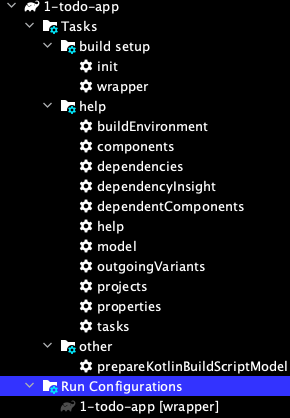 1-todo-app
Tasks
build setup
init
wrapper
help
buildEnvironment
components
dependencies
dependencyInsight
dependentComponents
help
model
outgoingVariants
projects
properties
tasks
other
prepareKotlinBuildScriptModel
Run Configurations
1-todo-app [wrapper]